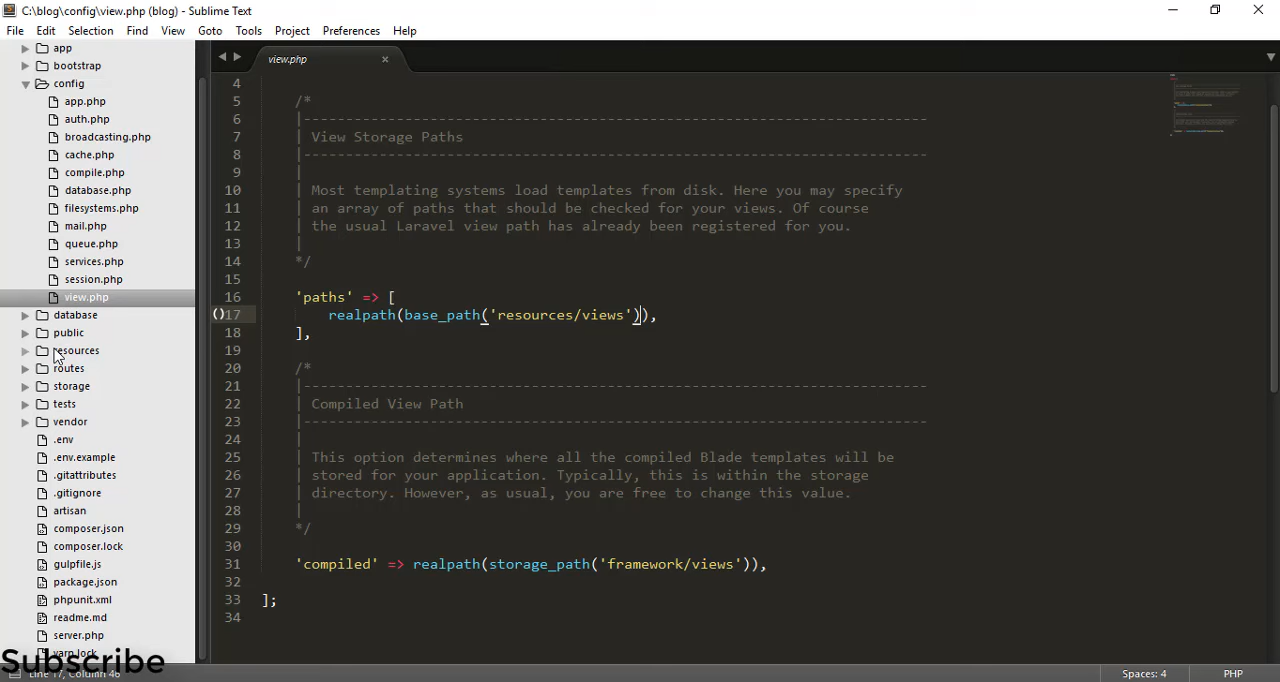 C:\blog\config\view.php (blog) - Sublime Text
File Edit Selection Find View Goto Tools Project Preferences Help
app
bootstrap
config
app.php
auth.php
broadcasting.php
cache.php
compile.php
database.php
filesystems.php
mail.php
queue.php
services.php
session.php
view.php
database
public
resources
routes
storage
tests
vendor
.env
.env.example
.gitattributes
.gitignore
artisan
composer.json
composer.lock
gulpfile.js
package.json
phpunit.xml
readme.md
server.php
yarn.lock
Subscribe
view.php
4
5 /*
6 |--------------------------------------------------------------------------
7 | View Storage Paths
8 |--------------------------------------------------------------------------
9 |
10 | Most templating systems load templates from disk. Here you may specify
11 | an array of paths that should be checked for your views. Of course
12 | the usual Laravel view path has already been registered for you.
13 |
14 */
15
16 'paths' => [
17 realpath(base_path('resources/views')),
18 ],
19
20 /*
21 |--------------------------------------------------------------------------
22 | Compiled View Path
23 |--------------------------------------------------------------------------
24 |
25 | This option determines where all the compiled Blade templates will be
26 | stored for your application. Typically, this is within the storage
27 | directory. However, as usual, you are free to change this value.
28 |
29 */
30
31 'compiled' => realpath(storage_path('framework/views')),
32
33 ];
34
Line 17, Column 46
Spaces: 4
PHP